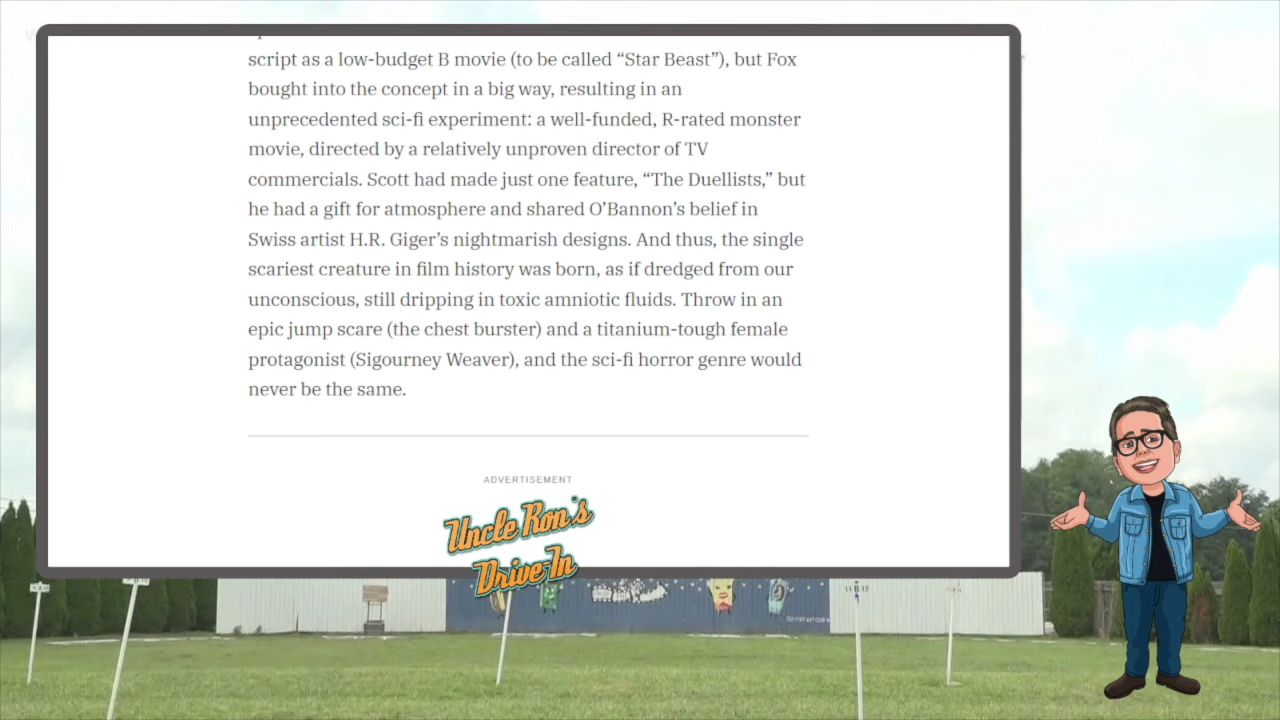 script as a low-budget B movie (to be called “Star Beast”), but Fox
bought into the concept in a big way, resulting in an
unprecedented sci-fi experiment: a well-funded, R-rated monster
movie, directed by a relatively unproven director of TV
commercials. Scott had made just one feature, “The Duellists,” but
he had a gift for atmosphere and shared O’Bannon’s belief in
Swiss artist H.R. Giger’s nightmarish designs. And thus, the single
scariest creature in film history was born, as if dredged from our
unconscious, still dripping in toxic amniotic fluids. Throw in an
epic jump scare (the chest burster) and a titanium-tough female
protagonist (Sigourney Weaver), and the sci-fi horror genre would
never be the same.
ADVERTISEMENT
Uncle Ron's
Drive-In